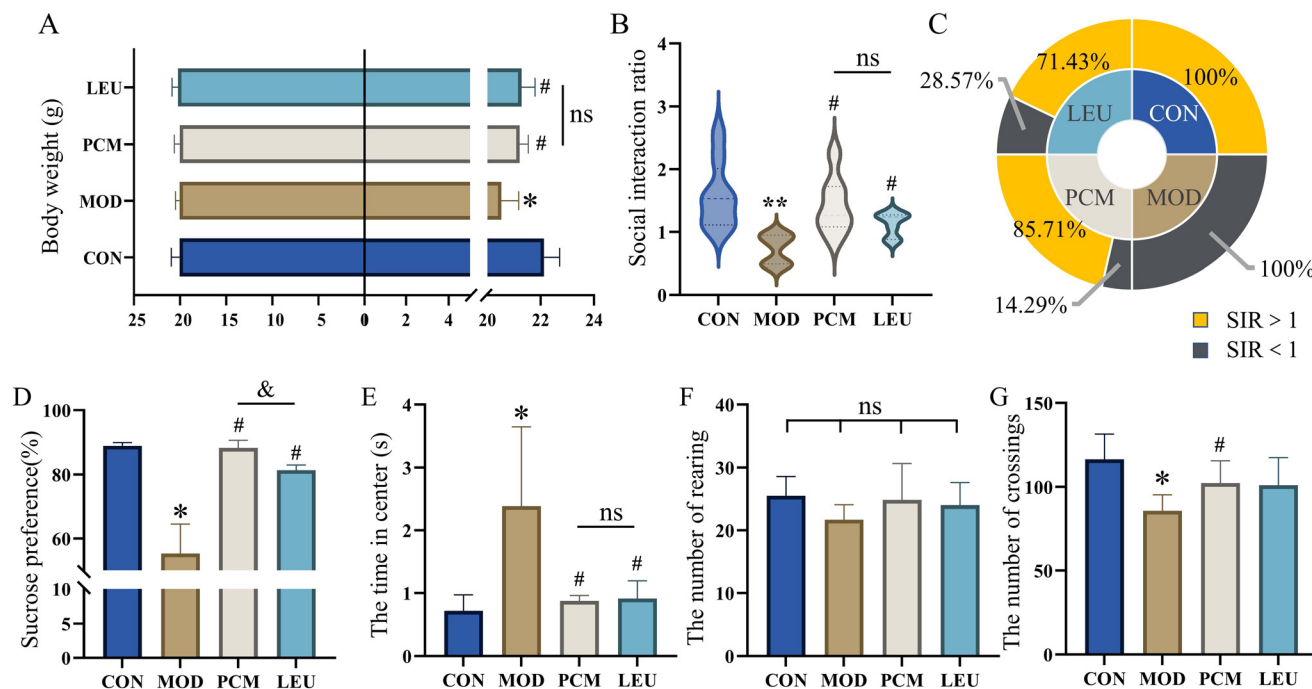 A
Body weight (g)
LEU
PCM
MOD
CON
#
#
*
ns
25 20 15 10 5 0 2 4 20 22 24
B
Social interaction ratio
4
3
2
1
0
**
#
#
ns
CON MOD PCM LEU
C
71.43%
100%
28.57%
LEU
CON
PCM
MOD
85.71%
14.29%
100%
SIR > 1
SIR < 1
D
Sucrose preference(%)
100
80
60
10
5
0
*
#
#
&
CON MOD PCM LEU
E
The time in center (s)
4
3
2
1
0
*
#
#
ns
CON MOD PCM LEU
F
The number of rearing
40
30
20
10
0
ns
CON MOD PCM LEU
G
The number of crossings
150
100
50
0
*
#
CON MOD PCM LEU